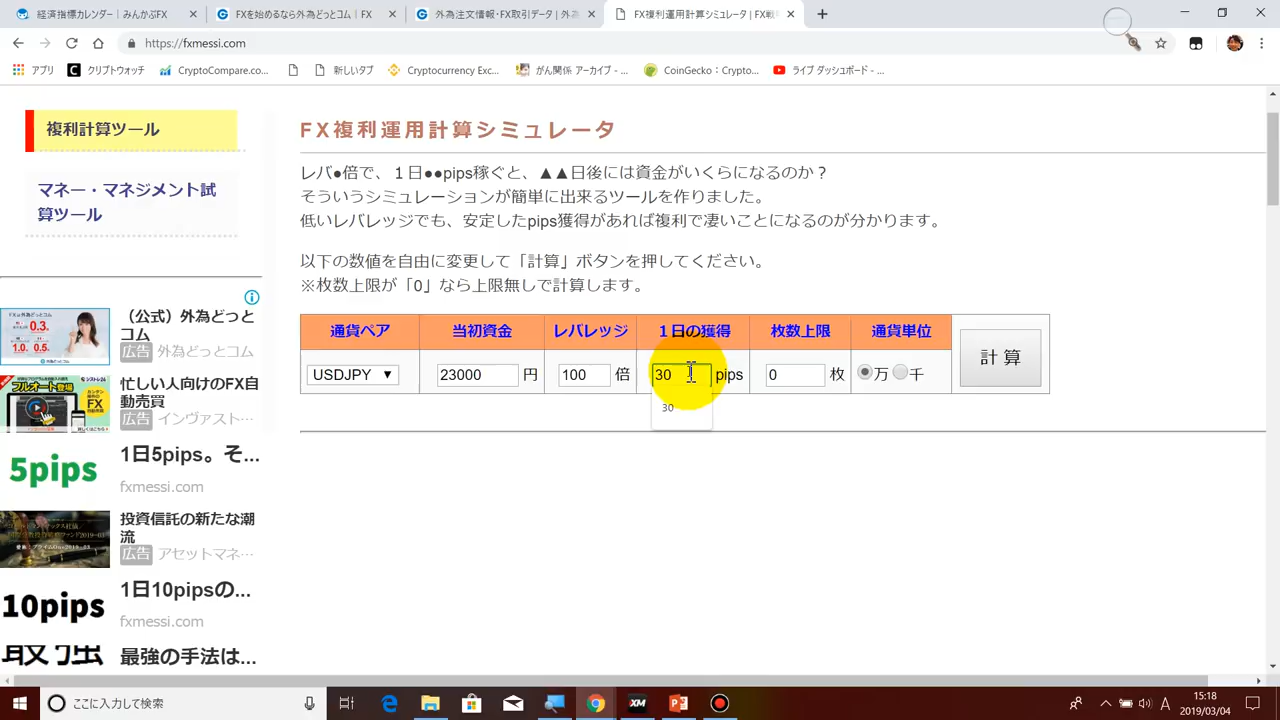 経済指標カレンダー | みんかぶFX
FXを始めるなら外為どっとコム | FX
外為注文情報･FX取引データ | 外為
FX複利運用計算シミュレータ | FX戦
https://fxmessi.com
アプリ
クリプトウォッチ
CryptoCompare.co...
新しいタブ
Cryptocurrency Exc...
がん関係 アーカイブ - ...
CoinGecko：Crypto...
ライブ ダッシュボード - ...
複利計算ツール
マネー・マネジメント試
算ツール
（公式）外為どっと
コム
広告 外為どっとコム
忙しい人向けのFX自
動売買
広告 インヴァスト...
5pips
1日5pips。そ...
fxmessi.com
投資信託の新たな潮
流
広告 アセットマネ...
10pips
1日10pipsの...
fxmessi.com
最強の手法は...
FX複利運用計算シミュレータ
レバ●倍で、１日●●pips稼ぐと、▲▲日後には資金がいくらになるのか？
そういうシミュレーションが簡単に出来るツールを作りました。
低いレバレッジでも、安定したpips獲得があれば複利で凄いことになるのが分かります。
以下の数値を自由に変更して「計算」ボタンを押してください。
※枚数上限が「0」なら上限無しで計算します。
通貨ペア 当初資金 レバレッジ １日の獲得 枚数上限 通貨単位
USDJPY ▼ 23000 円 100 倍 30 pips 0 枚 万 千
計 算
30
ここに入力して検索
A
15:18
2019/03/04